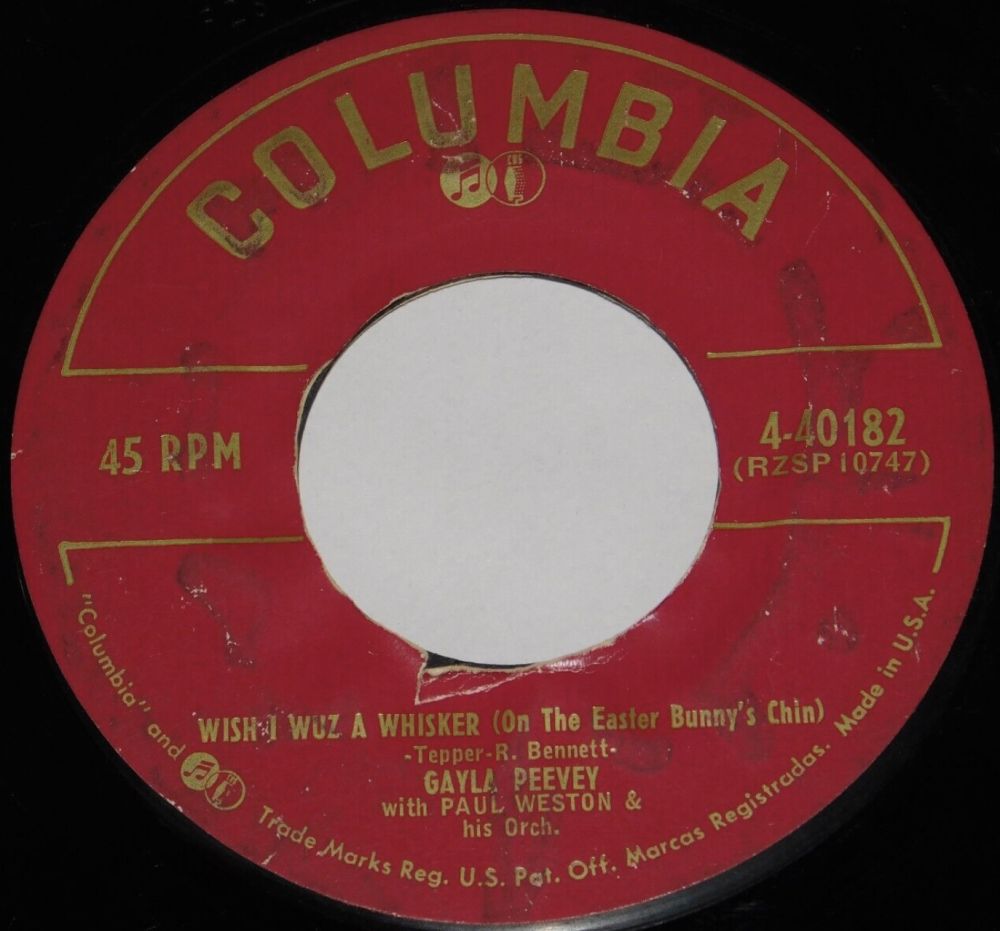 COLUMBIA
CBS
45 RPM
4-40182
(RZSP 10747)
WISH I WUZ A WHISKER (On The Easter Bunny's Chin)
-Tepper-R. Bennett-
GAYLA PEEVEY
with PAUL WESTON &
his Orch.
"Columbia" and Trade Marks Reg. U.S. Pat. Off. Marcas Registradas. Made in U.S.A.